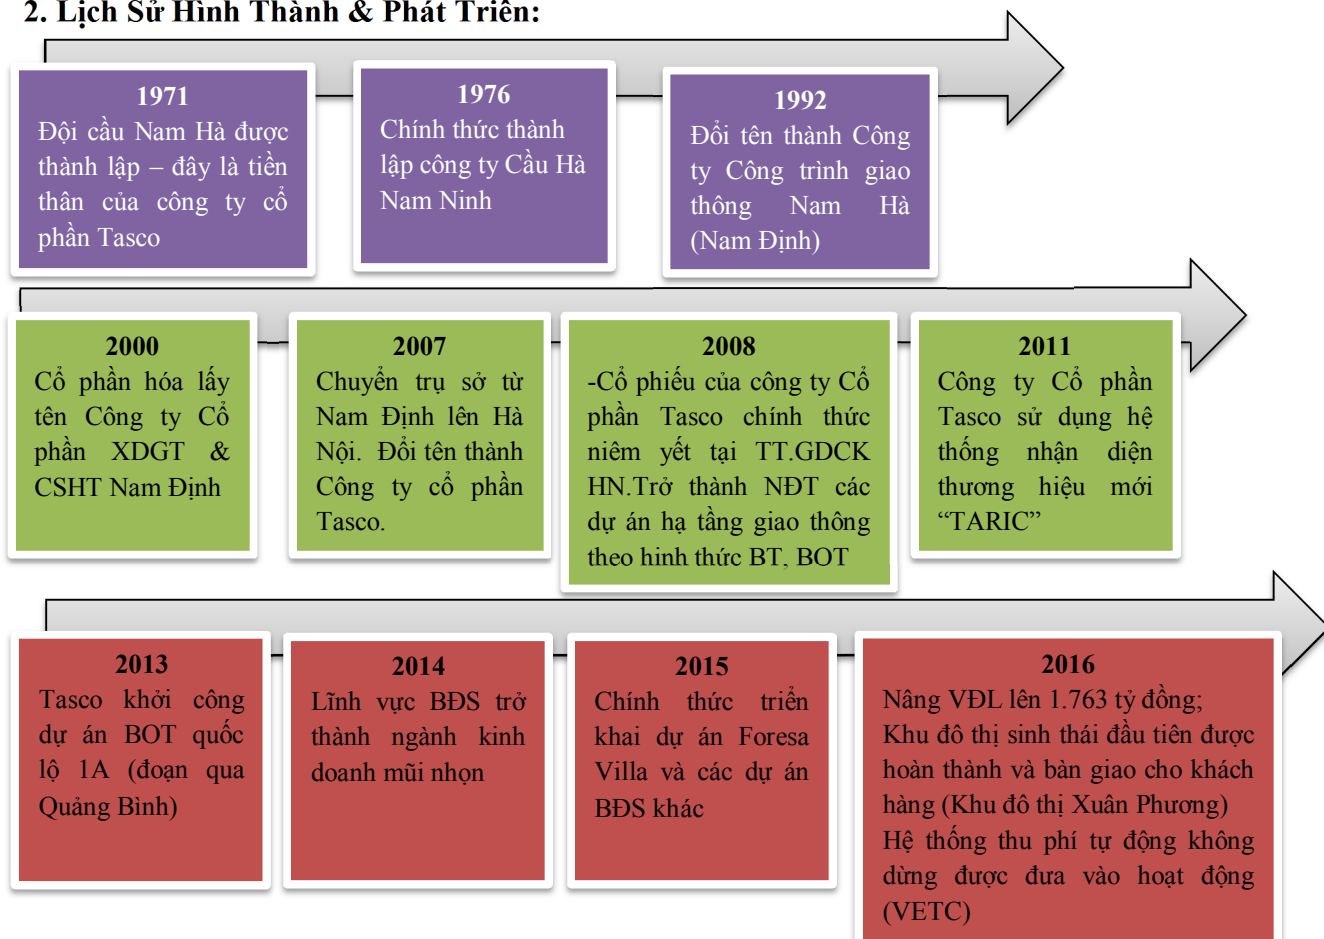 2. Lịch Sử Hình Thành & Phát Triển:
1971
Đội cầu Nam Hà được
thành lập – đây là tiền
thân của công ty cổ
phần Tasco
1976
Chính thức thành
lập công ty Cầu Hà
Nam Ninh
1992
Đổi tên thành Công
ty Công trình giao
thông Nam Hà
(Nam Định)
2000
Cổ phần hóa lấy
tên Công ty Cổ
phần XDGT &
CSHT Nam Định
2007
Chuyển trụ sở từ
Nam Định lên Hà
Nội. Đổi tên thành
Công ty cổ phần
Tasco.
2008
-Cổ phiếu của công ty Cổ
phần Tasco chính thức
niêm yết tại TT.GDCK
HN.Trở thành NĐT các
dự án hạ tầng giao thông
theo hinh thức BT, BOT
2011
Công ty Cổ phần
Tasco sử dụng hệ
thống nhận diện
thương hiệu mới
“TARIC”
2013
Tasco khởi công
dự án BOT quốc
lộ 1A (đoạn qua
Quảng Bình)
2014
Lĩnh vực BĐS trở
thành ngành kinh
doanh mũi nhọn
2015
Chính thức triển
khai dự án Foresa
Villa và các dự án
BĐS khác
2016
Nâng VĐL lên 1.763 tỷ đồng;
Khu đô thị sinh thái đầu tiên được
hoàn thành và bàn giao cho khách
hàng (Khu đô thị Xuân Phương)
Hệ thống thu phí tự động không
dừng được đưa vào hoạt động
(VETC)